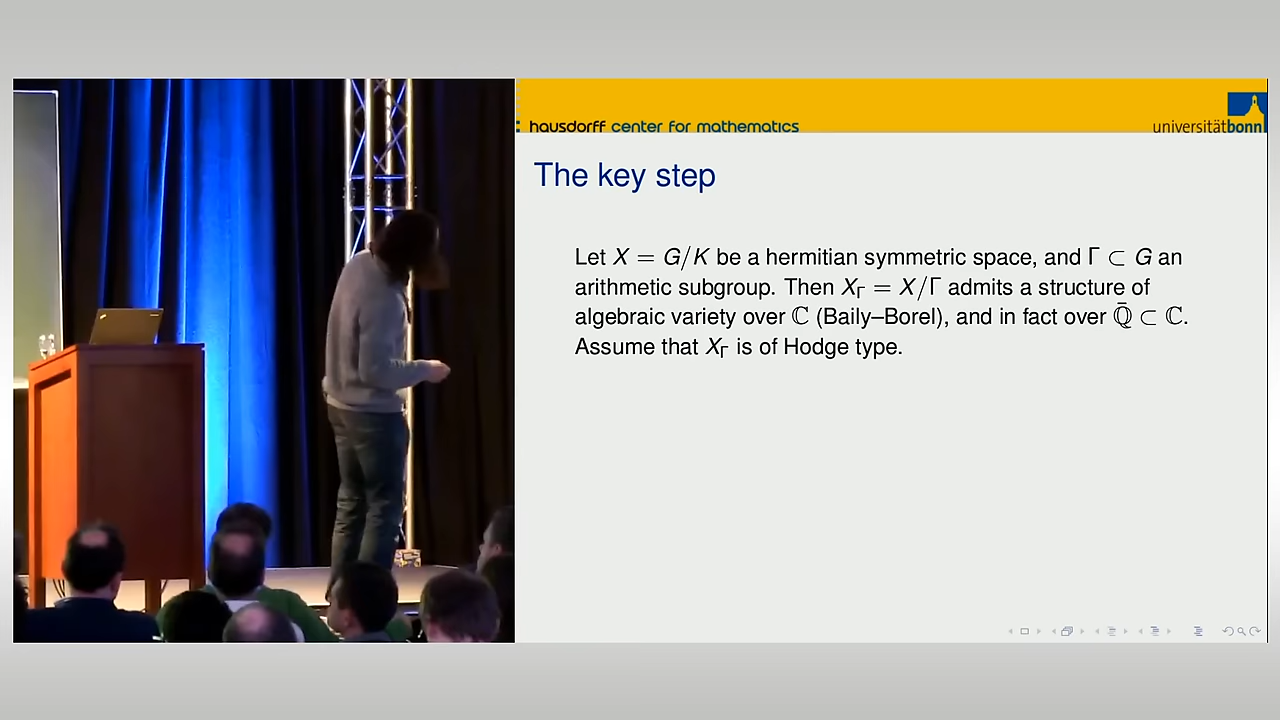 hausdorff center for mathematics
universitätbonn
The key step
Let X = G/K be a hermitian symmetric space, and Γ ⊂ G an
arithmetic subgroup. Then X_Γ = X/Γ admits a structure of
algebraic variety over ℂ (Baily–Borel), and in fact over ℚ̄ ⊂ ℂ.
Assume that X_Γ is of Hodge type.